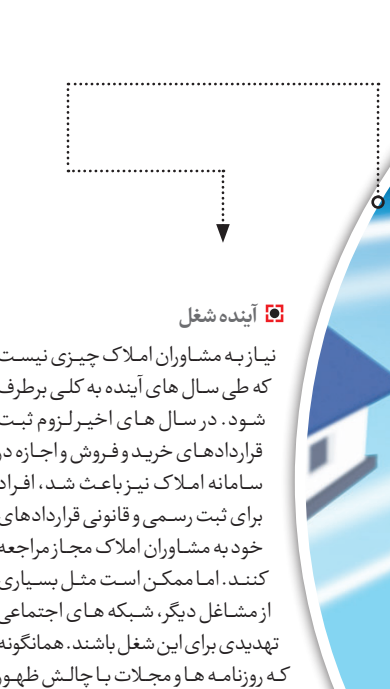 آینده شغل
نیاز به مشاوران املاک چیزی نیست
که طی سال های آینده به کلی برطرف
شود. در سال های اخیر لزوم ثبت
قراردادهای خرید و فروش و اجازه در
سامانه املاک نیز باعث شد، افراد
برای ثبت رسمی و قانونی قراردادهای
خود به مشاوران املاک مجاز مراجعه
کنند. اما ممکن است مثل بسیاری
از مشاغل دیگر، شبکه های اجتماعی
تهدیدی برای این شغل باشند. همانگونه
که روزنامه ها و مجلات با چالش ظهور